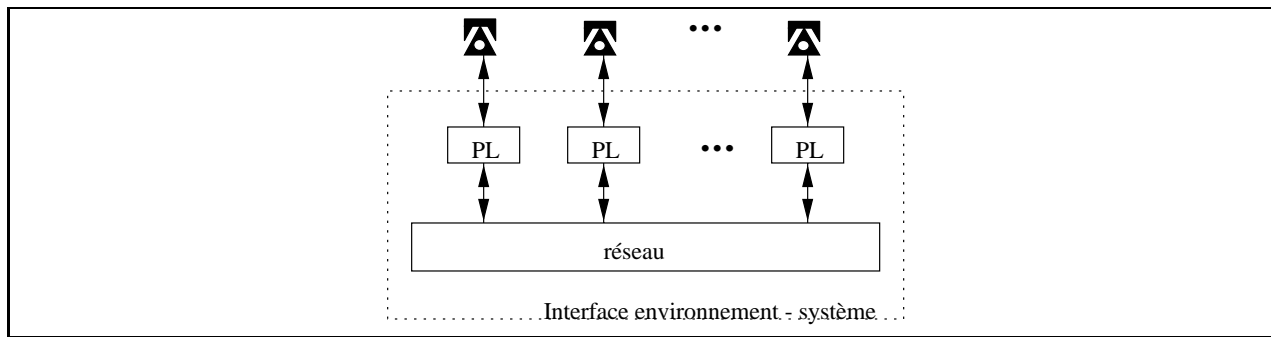 •••
PL PL ••• PL
réseau
Interface environnement - système